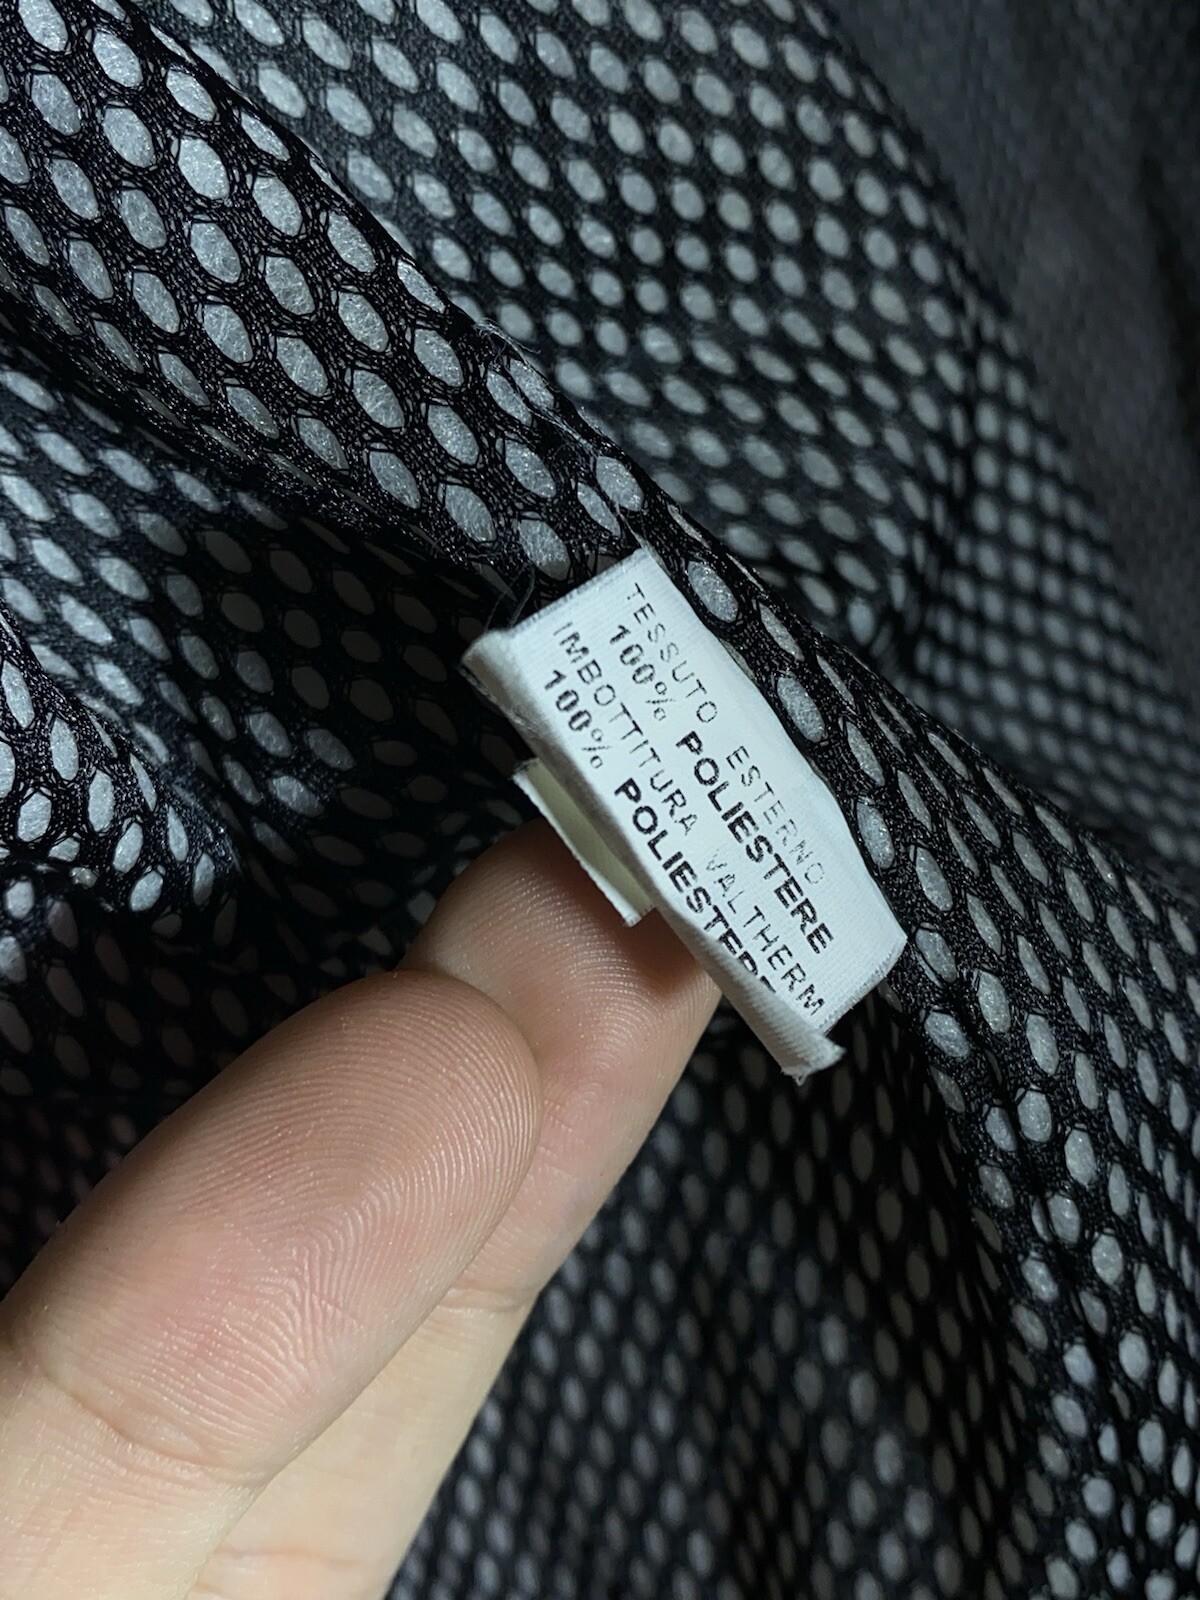 TESSUTO ESTERNO
100% POLIESTERE
IMBOTTITURA VALTHERM
100% POLIESTERE